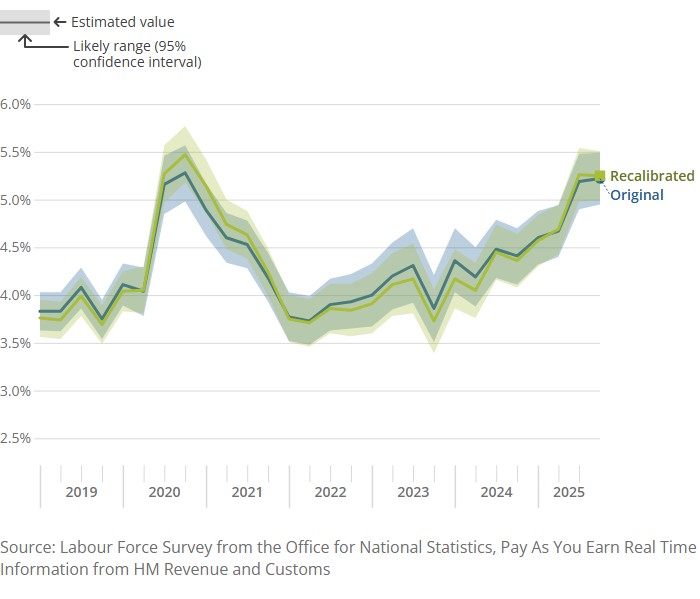 Estimated value
Likely range (95%
confidence interval)
6.0%
5.5%
5.0%
4.5%
4.0%
3.5%
3.0%
2.5%
Recalibrated
Original
2019
2020
2021
2022
2023
2024
2025
Source: Labour Force Survey from the Office for National Statistics, Pay As You Earn Real Time
Information from HM Revenue and Customs